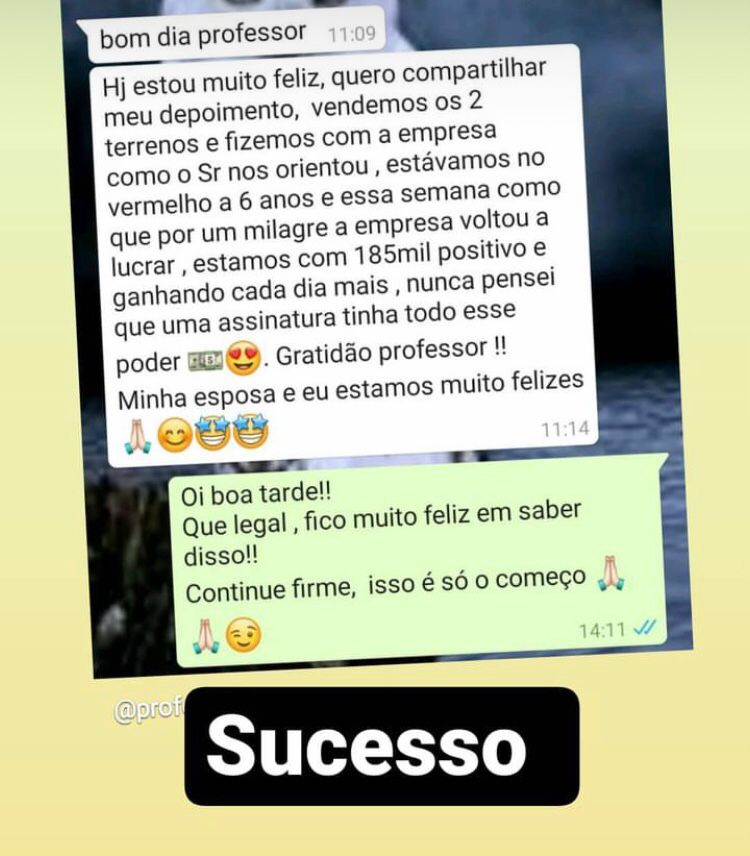 bom dia professor 11:09
Hj estou muito feliz, quero compartilhar
meu depoimento, vendemos os 2
terrenos e fizemos com a empresa
como o Sr nos orientou , estávamos no
vermelho a 6 anos e essa semana como
que por um milagre a empresa voltou a
lucrar , estamos com 185mil positivo e
ganhando cada dia mais , nunca pensei
que uma assinatura tinha todo esse
poder 💵😍. Gratidão professor !!
Minha esposa e eu estamos muito felizes
🙏🏻😊🤩🤩 11:14
Oi boa tarde!!
Que legal , fico muito feliz em saber
disso!!
Continue firme, isso é só o começo 🙏🏻
🙏🏻😉 14:11
@prof
Sucesso